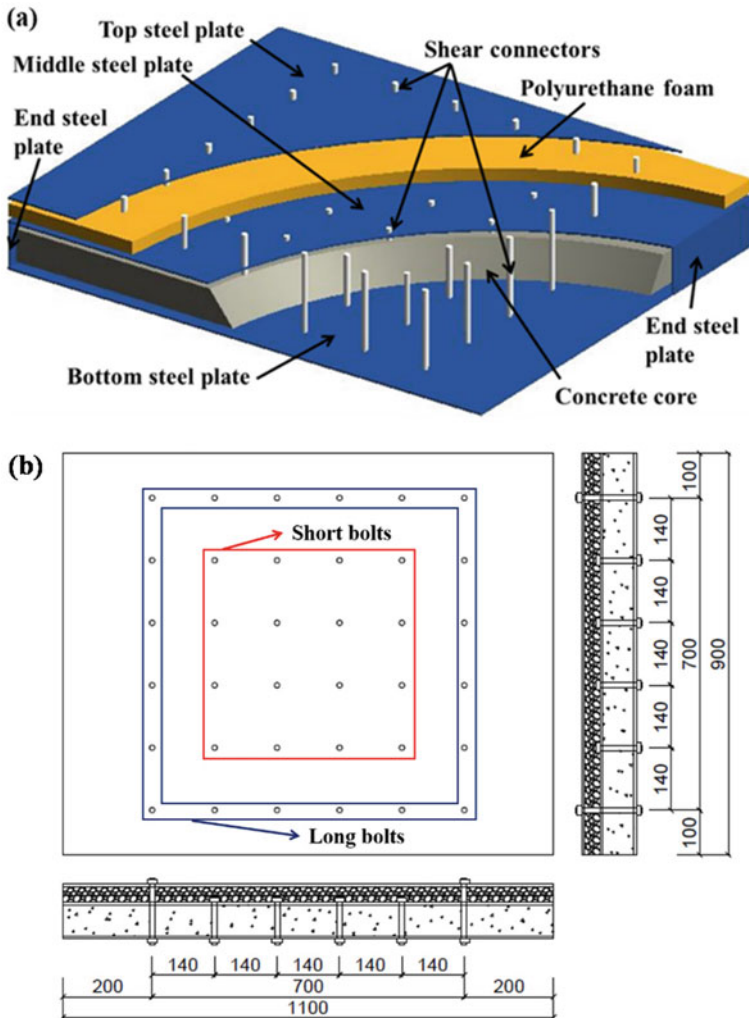 (a)
Top steel plate
Middle steel plate
End steel
plate
Shear connectors
Polyurethane foam
Bottom steel plate
End steel
plate
Concrete core
(b)
Short bolts
Long bolts
100
140
140
140
140
140
100
700
900
140
140
140
140
140
200
700
200
1100